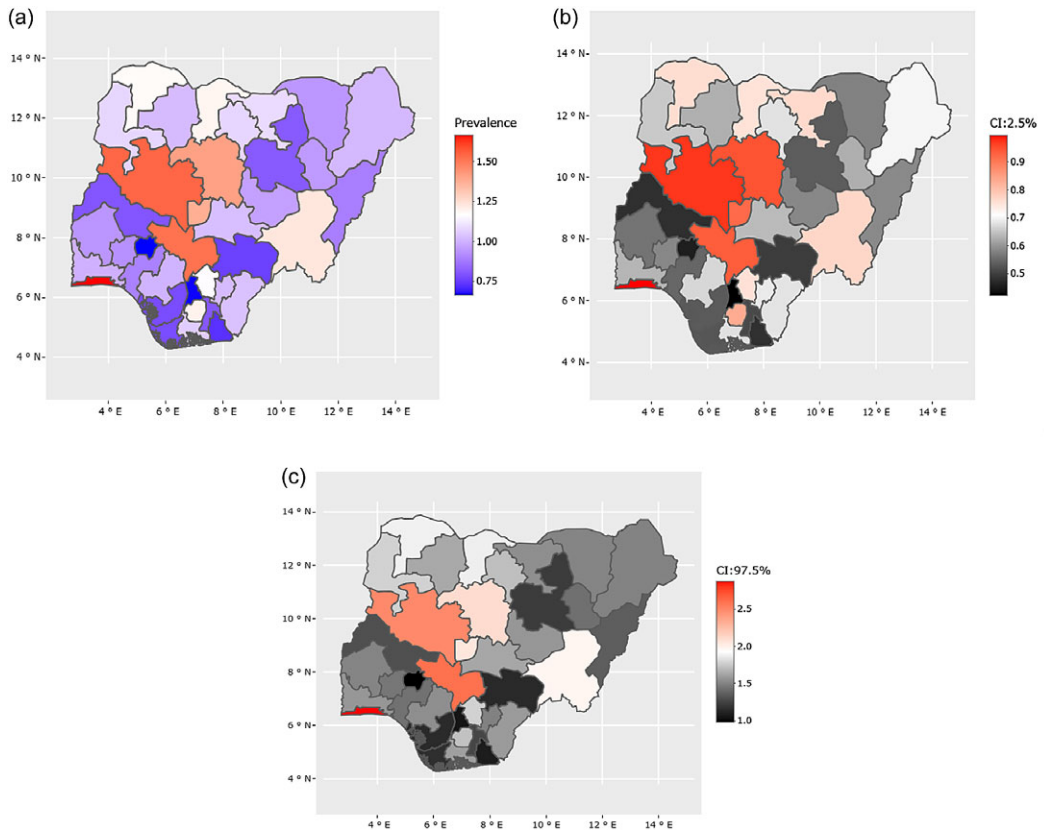 (a)
14 ° N
12 ° N
10 ° N
8 ° N
6 ° N
4 ° N
4 ° E
6 ° E
8 ° E
10 ° E
12 ° E
14 ° E
Prevalence
1.50
1.25
1.00
0.75
(b)
14 ° N
12 ° N
10 ° N
8 ° N
6 ° N
4 ° N
4 ° E
6 ° E
8 ° E
10 ° E
12 ° E
14 ° E
CI:2.5%
0.9
0.8
0.7
0.6
0.5
(c)
14 ° N
12 ° N
10 ° N
8 ° N
6 ° N
4 ° N
4 ° E
6 ° E
8 ° E
10 ° E
12 ° E
14 ° E
CI:97.5%
2.5
2.0
1.5
1.0